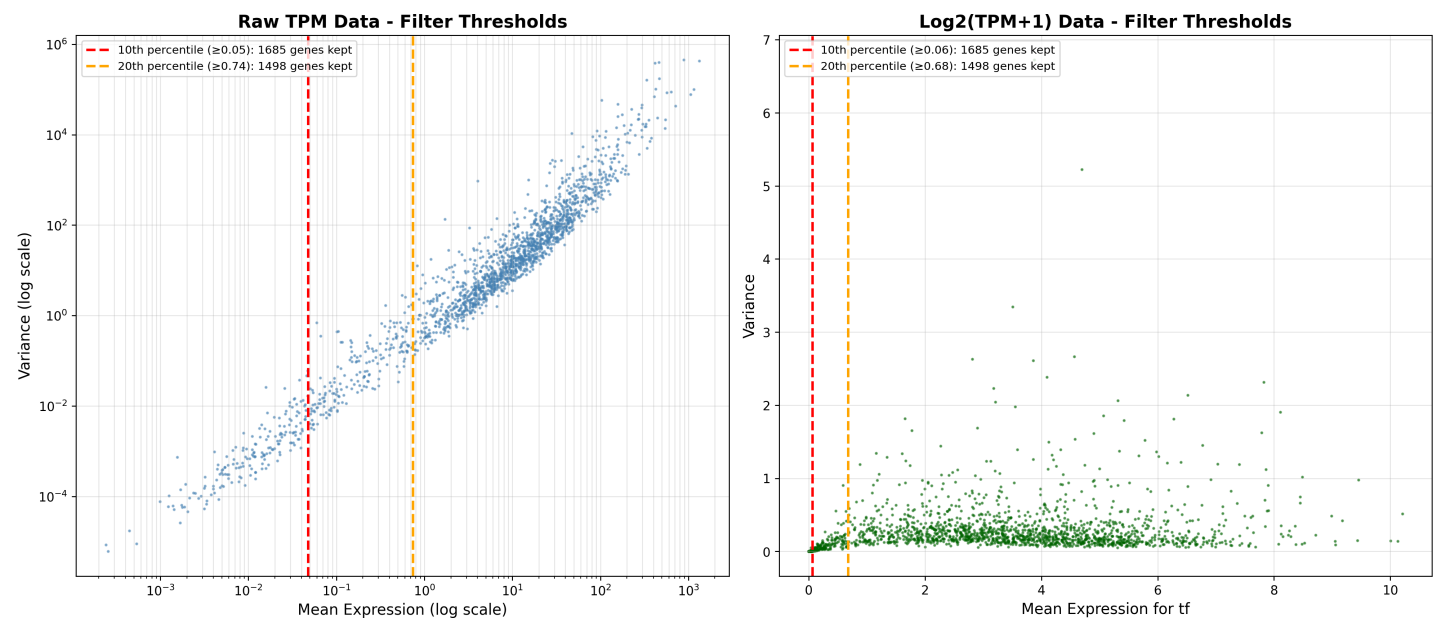 Raw TPM Data - Filter Thresholds
10th percentile (≥0.05): 1685 genes kept
20th percentile (≥0.74): 1498 genes kept
10⁶
10⁴
10²
10⁰
10⁻²
10⁻⁴
Variance (log scale)
10⁻³ 10⁻² 10⁻¹ 10⁰ 10¹ 10² 10³
Mean Expression (log scale)
Log2(TPM+1) Data - Filter Thresholds
10th percentile (≥0.06): 1685 genes kept
20th percentile (≥0.68): 1498 genes kept
7
6
5
4
3
2
1
0
Variance
0 2 4 6 8 10
Mean Expression for tf